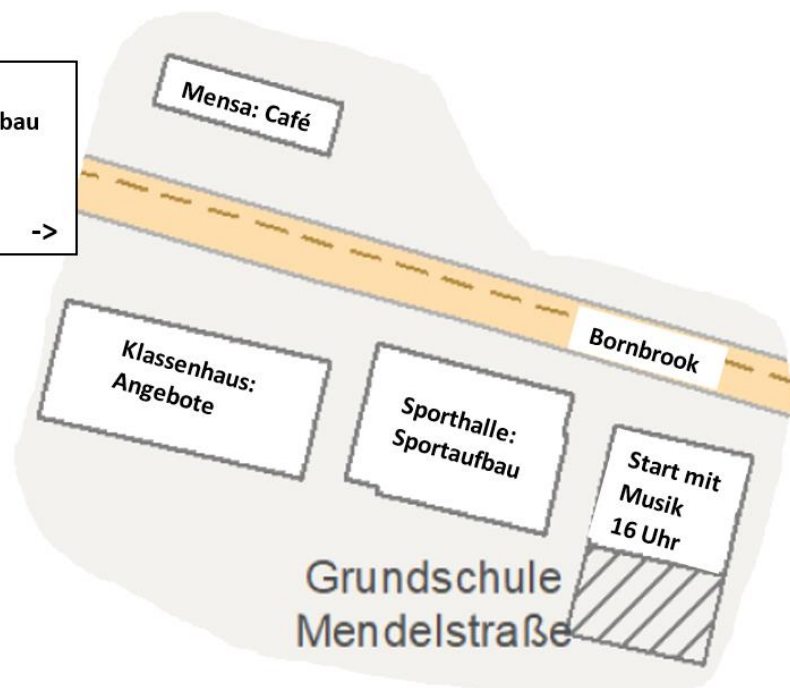 Mensa: Café
bau
->
Bornbrook
Klassenhaus:
Angebote
Sporthalle:
Sportaufbau
Start mit
Musik
16 Uhr
Grundschule
Mendelstraße